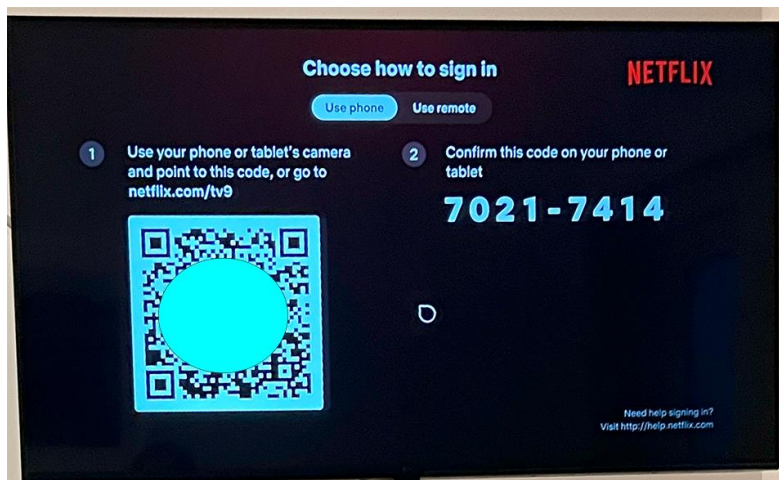 Choose how to sign in
NETFLIX
Use phone
Use remote
1
Use your phone or tablet's camera
and point to this code, or go to
netflix.com/tv9
2
Confirm this code on your phone or
tablet
7021-7414
Need help signing in?
Visit http://help.netflix.com